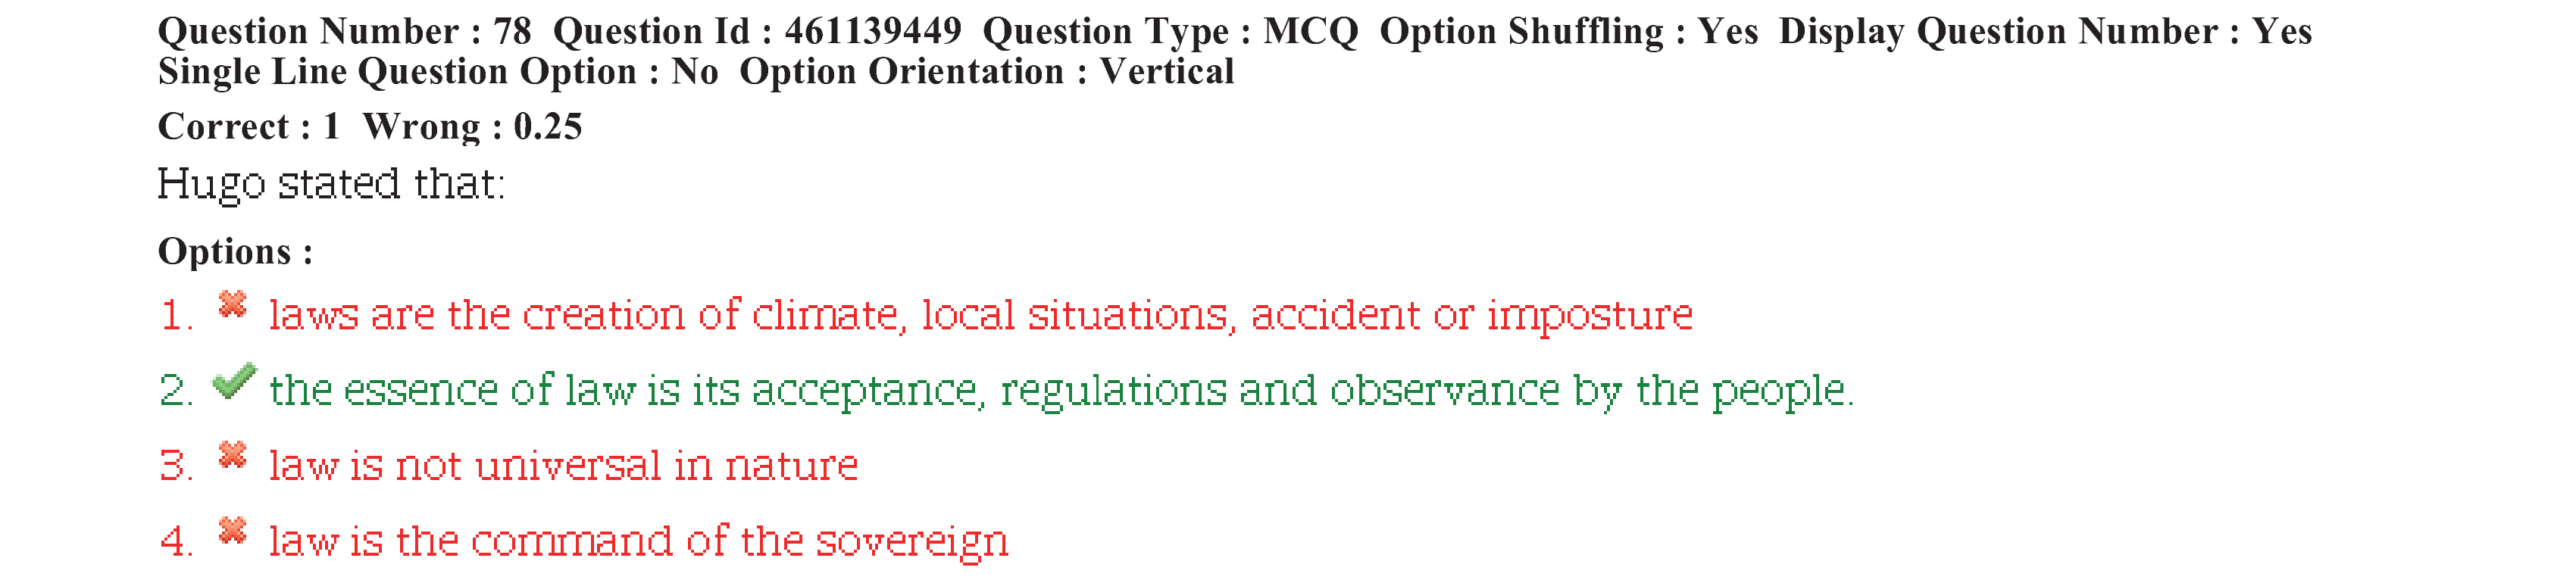 Question Number : 78 Question Id : 461139449 Question Type : MCQ Option Shuffling : Yes Display Question Number : Yes
Single Line Question Option : No Option Orientation : Vertical
Correct : 1 Wrong : 0.25
Hugo stated that:
Options :
1. laws are the creation of climate, local situations, accident or imposture
2. the essence of law is its acceptance, regulations and observance by the people.
3. law is not universal in nature
4. law is the command of the sovereign